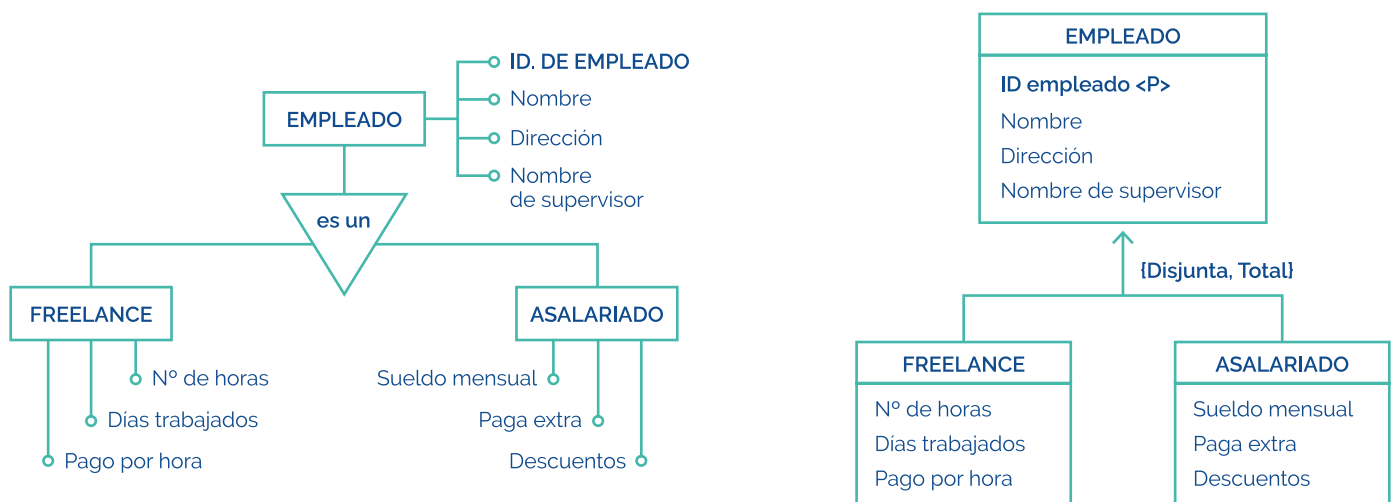 EMPLEADO
ID. DE EMPLEADO
Nombre
Dirección
Nombre
de supervisor
es un
FREELANCE
Nº de horas
Días trabajados
Pago por hora
ASALARIADO
Sueldo mensual
Paga extra
Descuentos
EMPLEADO
ID empleado <P>
Nombre
Dirección
Nombre de supervisor
{Disjunta, Total}
FREELANCE
Nº de horas
Días trabajados
Pago por hora
ASALARIADO
Sueldo mensual
Paga extra
Descuentos